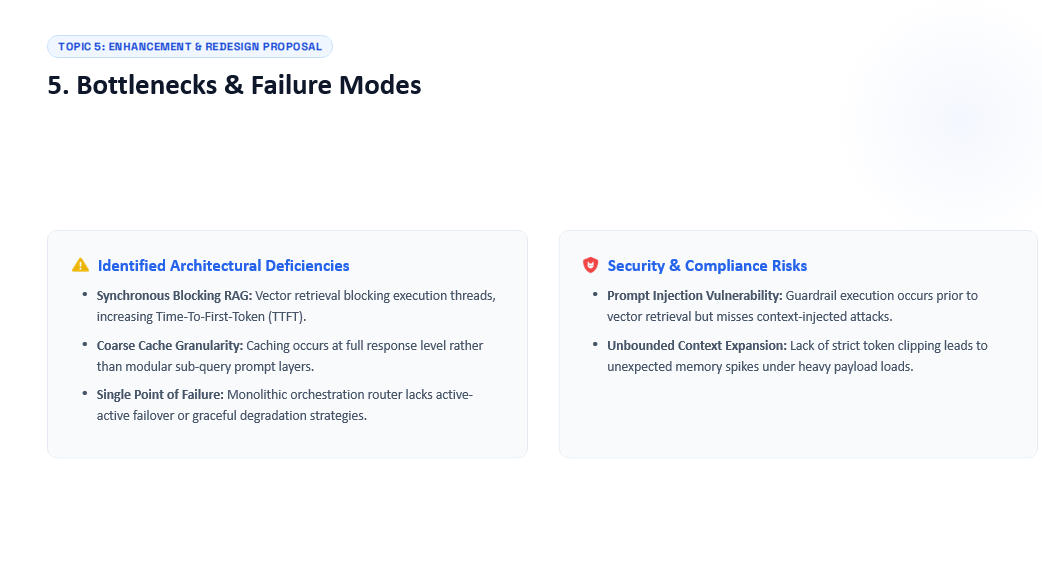 TOPIC 5: ENHANCEMENT & REDESIGN PROPOSAL
5. Bottlenecks & Failure Modes
Identified Architectural Deficiencies
• Synchronous Blocking RAG: Vector retrieval blocking execution threads,
increasing Time-To-First-Token (TTFT).
• Coarse Cache Granularity: Caching occurs at full response level rather
than modular sub-query prompt layers.
• Single Point of Failure: Monolithic orchestration router lacks active-
active failover or graceful degradation strategies.
Security & Compliance Risks
• Prompt Injection Vulnerability: Guardrail execution occurs prior to
vector retrieval but misses context-injected attacks.
• Unbounded Context Expansion: Lack of strict token clipping leads to
unexpected memory spikes under heavy payload loads.